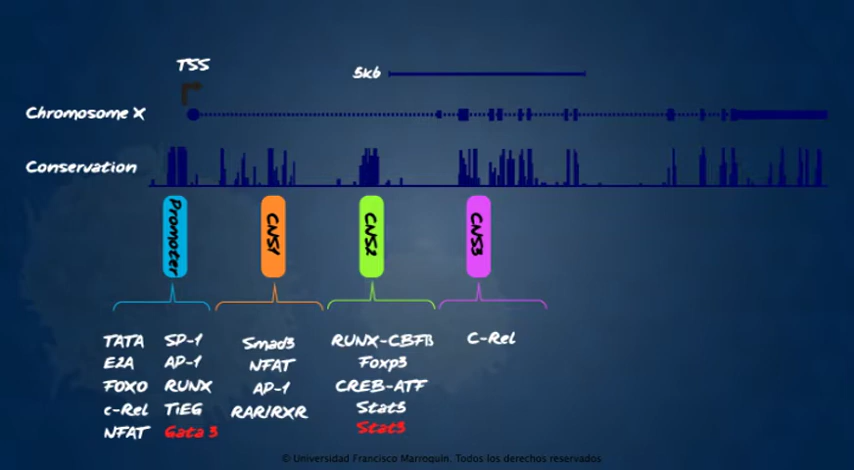 TSS
5kb
Chromosome X
Conservation
Promoter
CNS1
CNS2
CNS3
TATA SP-1
E2A AP-1
FOXO RUNX
c-Rel TiEG
NFAT Gata 3
Smad3
NFAT
AP-1
RAR/RXR
RUNX-CBFB
Foxp3
CREB-ATF
Stat5
Stat3
C-Rel
© Universidad Francisco Marroquín. Todos los derechos reservados